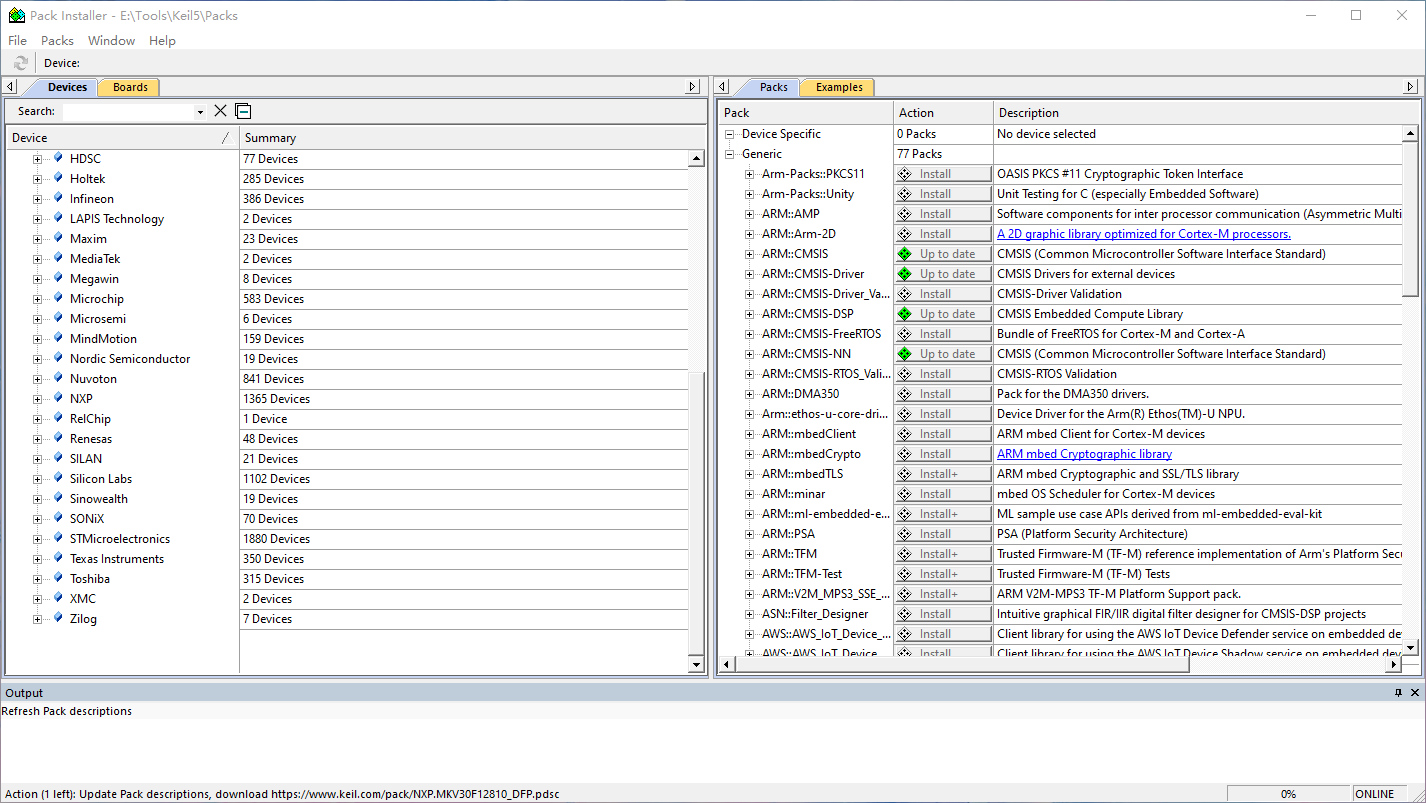 Pack Installer - E:\Tools\Keil5\Packs
File Packs Window Help
Device:
Devices Boards
Search:
Device Summary
HDSC 77 Devices
Holtek 285 Devices
Infineon 386 Devices
LAPIS Technology 2 Devices
Maxim 23 Devices
MediaTek 2 Devices
Megawin 8 Devices
Microchip 583 Devices
Microsemi 6 Devices
MindMotion 159 Devices
Nordic Semiconductor 19 Devices
Nuvoton 841 Devices
NXP 1365 Devices
RelChip 1 Device
Renesas 48 Devices
SILAN 21 Devices
Silicon Labs 1102 Devices
Sinowealth 19 Devices
SONiX 70 Devices
STMicroelectronics 1880 Devices
Texas Instruments 350 Devices
Toshiba 315 Devices
XMC 2 Devices
Zilog 7 Devices
Packs Examples
Pack Action Description
Device Specific 0 Packs No device selected
Generic 77 Packs
Arm-Packs::PKCS11 Install OASIS PKCS #11 Cryptographic Token Interface
Arm-Packs::Unity Install Unit Testing for C (especially Embedded Software)
ARM::AMP Install Software components for inter processor communication (Asymmetric Multi
ARM::Arm-2D Install A 2D graphic library optimized for Cortex-M processors.
ARM::CMSIS Up to date CMSIS (Common Microcontroller Software Interface Standard)
ARM::CMSIS-Driver Up to date CMSIS Drivers for external devices
ARM::CMSIS-Driver_Va... Install CMSIS-Driver Validation
ARM::CMSIS-DSP Up to date CMSIS Embedded Compute Library
ARM::CMSIS-FreeRTOS Install Bundle of FreeRTOS for Cortex-M and Cortex-A
ARM::CMSIS-NN Up to date CMSIS (Common Microcontroller Software Interface Standard)
ARM::CMSIS-RTOS_Vali... Install CMSIS-RTOS Validation
ARM::DMA350 Install Pack for the DMA350 drivers.
Arm::ethos-u-core-dri... Install Device Driver for the Arm(R) Ethos(TM)-U NPU.
ARM::mbedClient Install ARM mbed Client for Cortex-M devices
ARM::mbedCrypto Install ARM mbed Cryptographic library
ARM::mbedTLS Install+ ARM mbed Cryptographic and SSL/TLS library
ARM::minar Install mbed OS Scheduler for Cortex-M devices
ARM::ml-embedded-e... Install+ ML sample use case APIs derived from ml-embedded-eval-kit
ARM::PSA Install PSA (Platform Security Architecture)
ARM::TFM Install+ Trusted Firmware-M (TF-M) reference implementation of Arm's Platform Secu
ARM::TFM-Test Install+ Trusted Firmware-M (TF-M) Tests
ARM::V2M_MPS3_SSE_... Install+ ARM V2M-MPS3 TF-M Platform Support pack.
ASN::Filter_Designer Install Intuitive graphical FIR/IIR digital filter designer for CMSIS-DSP projects
AWS::AWS_IoT_Device_... Install Client library for using the AWS IoT Device Defender service on embedded de
AWS::AWS_IoT_Device_ Install Client library for using the AWS IoT Device Shadow service on embedded dev
Output
Refresh Pack descriptions
Action (1 left): Update Pack descriptions, download https://www.keil.com/pack/NXP.MKV30F12810_DFP.pdsc 0% ONLINE